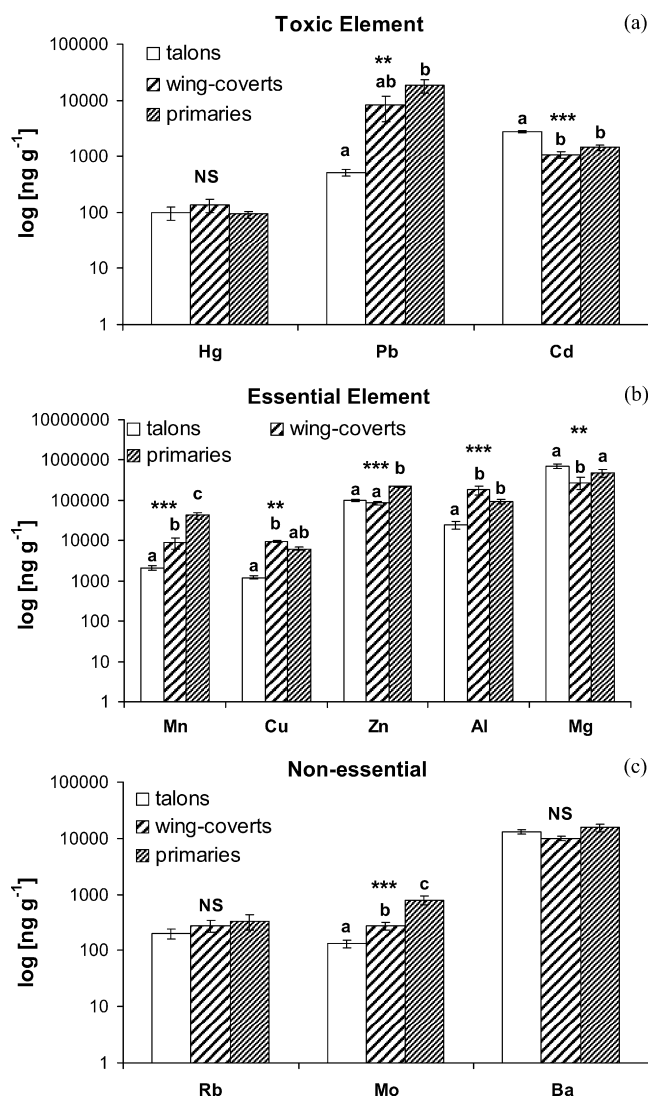 Toxic Element (a)
100000
talons
wing-coverts
primaries
**
ab b
10000
a
a *** b
b
1000
NS
100
10
1
log [ng g-1]
Hg Pb Cd
Essential Element (b)
10000000
talons wing-coverts
primaries
1000000
100000
10000
1000
100
10
1
log [ng g-1]
*** a b c
** a b ab
*** a a b
*** a b b
** a b a
Mn Cu Zn Al Mg
Non-essential (c)
100000
talons
wing-coverts
primaries
10000
1000
100
10
1
log [ng g-1]
NS
*** a b c
NS
Rb Mo Ba